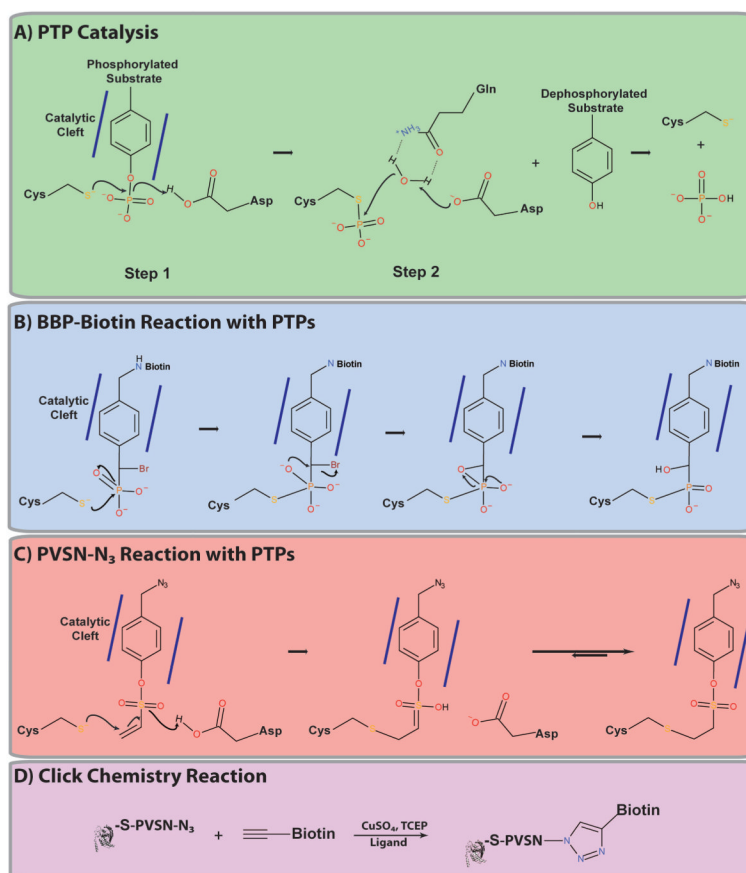 A) PTP Catalysis
Phosphorylated
Substrate
Catalytic
Cleft
Cys
S⁻
O
P
⁻O
O
O⁻
H
O
O
Asp
Step 1
Gln
⁺NH₂
O
H
O
H
Cys
S
P
O
⁻O
O⁻
⁻O
O
Asp
Step 2
+
Dephosphorylated
Substrate
OH
Cys
S⁻
+
O
⁻O
P
OH
O⁻
B) BBP-Biotin Reaction with PTPs
H
N Biotin
Catalytic
Cleft
Br
O
P
O⁻
O⁻
Cys
S⁻
N Biotin
Br
⁻O
P
O⁻
O⁻
Cys
S
N Biotin
O
P
O⁻
O⁻
Cys
S
N Biotin
HO
P
O
O⁻
Cys
S
C) PVSN-N₃ Reaction with PTPs
N₃
Catalytic
Cleft
O
O
S
O
Cys
S⁻
H
O
O
Asp
N₃
O
O
S
OH
Cys
S
O
⁻O
Asp
N₃
O
O
S
O
Cys
S
D) Click Chemistry Reaction
-S-PVSN-N₃
+
Biotin
CuSO₄, TCEP
Ligand
Biotin
-S-PVSN
N
N
N